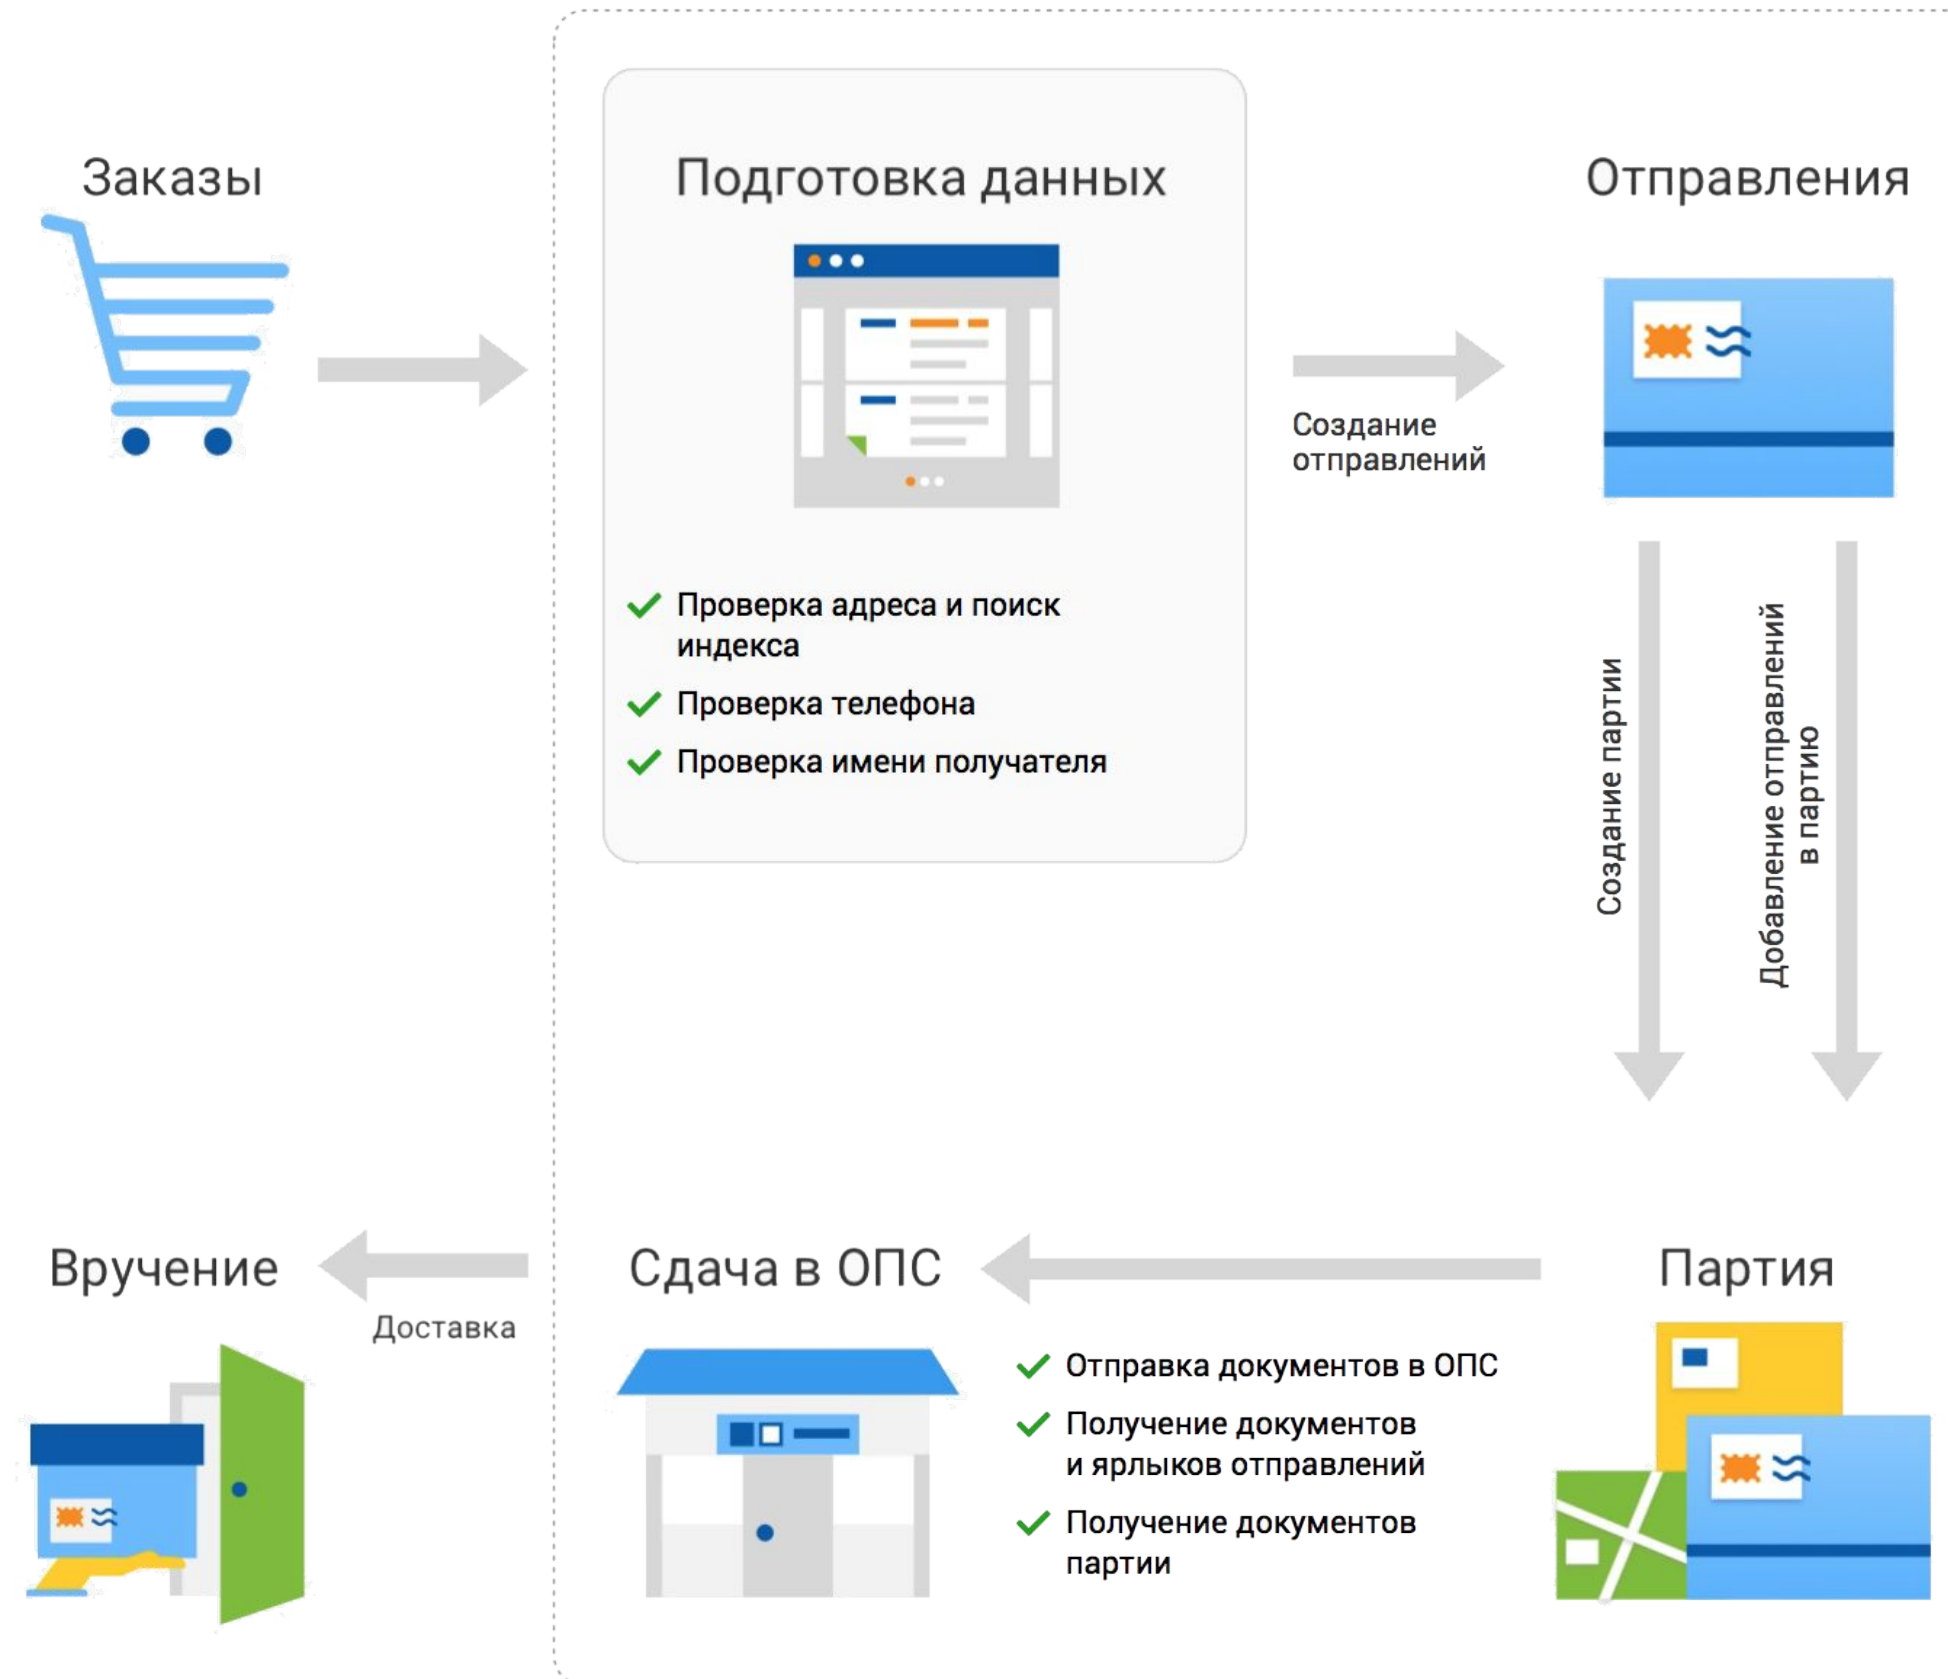 Заказы
Подготовка данных
Отправления
Создание
отправлений
Проверка адреса и поиск
индекса
Проверка телефона
Проверка имени получателя
Создание партии
Добавление отправлений
в партию
Вручение
Доставка
Сдача в ОПС
Партия
Отправка документов в ОПС
Получение документов
и ярлыков отправлений
Получение документов
партии